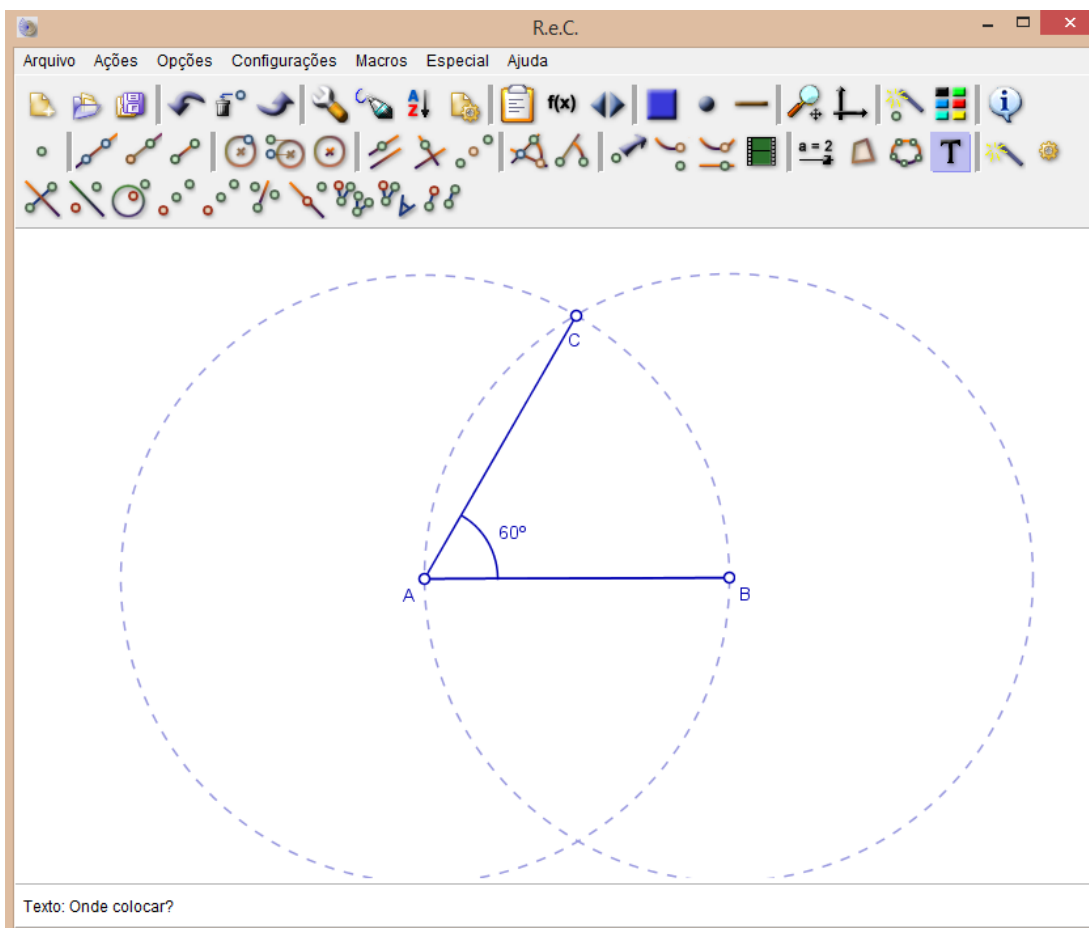 R.e.C.
Arquivo Ações Opções Configurações Macros Especial Ajuda
A
Z
f(x)
a = 2
T
C
60º
A
B
Texto: Onde colocar?